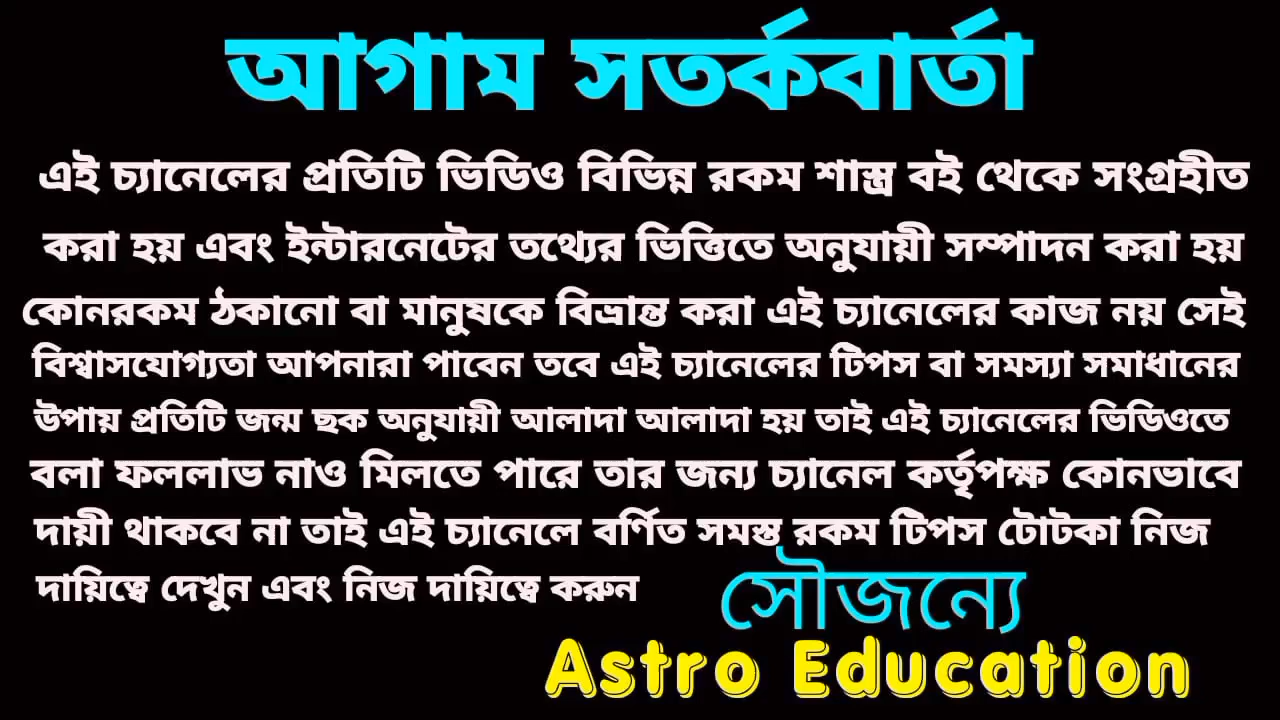 আগাম সতর্কবার্তা
এই চ্যানেলের প্রতিটি ভিডিও বিভিন্ন রকম শাস্ত্র বই থেকে সংগ্রহীত
করা হয় এবং ইন্টারনেটের তথ্যের ভিত্তিতে অনুযায়ী সম্পাদন করা হয়
কোনরকম ঠকানো বা মানুষকে বিভ্রান্ত করা এই চ্যানেলের কাজ নয় সেই
বিশ্বাসযোগ্যতা আপনারা পাবেন তবে এই চ্যানেলের টিপস বা সমস্যা সমাধানের
উপায় প্রতিটি জন্ম ছক অনুযায়ী আলাদা আলাদা হয় তাই এই চ্যানেলের ভিডিওতে
বলা ফললাভ নাও মিলতে পারে তার জন্য চ্যানেল কর্তৃপক্ষ কোনভাবে
দায়ী থাকবে না তাই এই চ্যানেলে বর্ণিত সমস্ত রকম টিপস টোটকা নিজ
দায়িত্বে দেখুন এবং নিজ দায়িত্বে করুন
সৌজন্যে
Astro Education